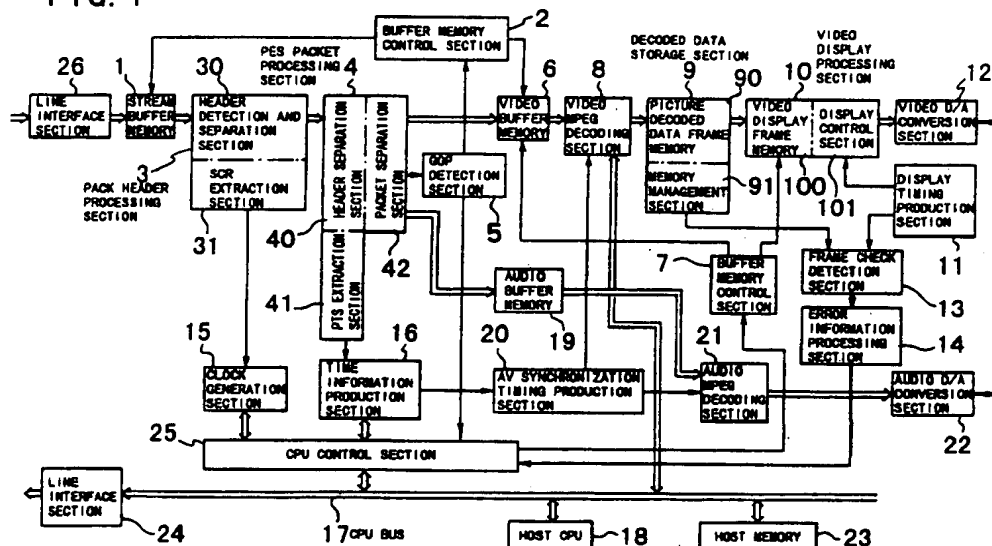 FIG. 1
2
BUFFER MEMORY
CONTROL SECTION
26
LINE
INTERFACE
SECTION
1
STREAM
BUFFER
MEMORY
30
HEADER
DETECTION AND
SEPARATION
SECTION
3
SCR
EXTRACTION
SECTION
PACK HEADER
PROCESSING
SECTION
31
PES PACKET
PROCESSING
SECTION
4
HEADER SEPARATION
SECTION
PACKET SEPARATION
SECTION
40
42
41
PTS EXTRACTION
SECTION
GOP
DETECTION
SECTION
5
6
VIDEO
BUFFER
MEMORY
8
VIDEO
MPEG
DECODING
SECTION
DECODED DATA
STORAGE SECTION
9
90
PICTURE
DECODED
DATA FRAME
MEMORY
MEMORY
MANAGEMENT
SECTION
91
10
VIDEO
DISPLAY
PROCESSING
SECTION
VIDEO
DISPLAY
FRAME
MEMORY
DISPLAY
CONTROL
SECTION
100
101
12
VIDEO D/A
CONVERSION
SECTION
DISPLAY
TIMING
PRODUCTION
SECTION
11
7
BUFFER
MEMORY
CONTROL
SECTION
FRAME CHECK
DETECTION
SECTION
13
ERROR
INFORMATION
PROCESSING
SECTION
14
AUDIO
BUFFER
MEMORY
19
15
CLOCK
GENERATION
SECTION
16
TIME
INFORMATION
PRODUCTION
SECTION
20
AV SYNCHRONIZATION
TIMING PRODUCTION
SECTION
21
AUDIO
MPEG
DECODING
SECTION
AUDIO D/A
CONVERSION
SECTION
22
25
CPU CONTROL SECTION
LINE
INTERFACE
SECTION
24
17 CPU BUS
HOST CPU
18
HOST MEMORY
23